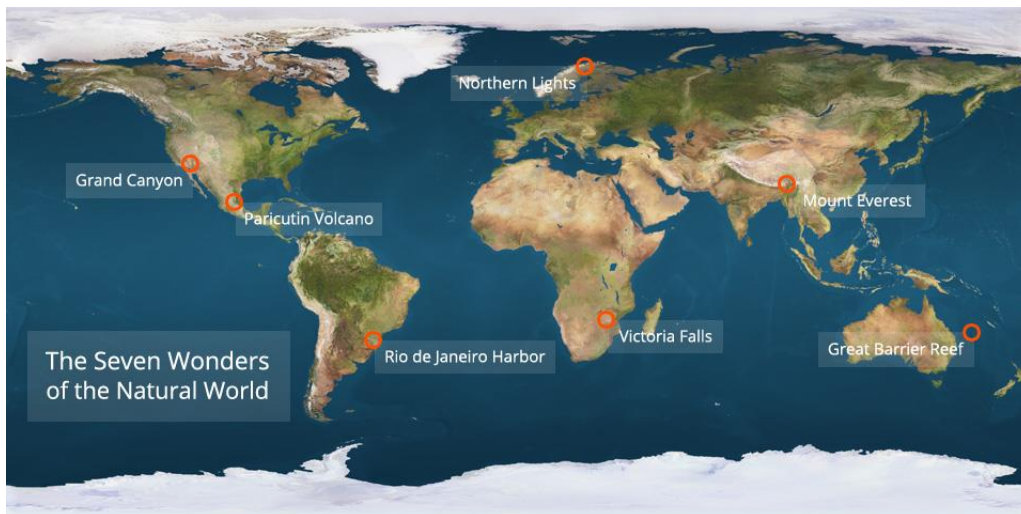 Northern Lights
Grand Canyon
Mount Everest
Paricutin Volcano
Victoria Falls
Great Barrier Reef
Rio de Janeiro Harbor
The Seven Wonders
of the Natural World